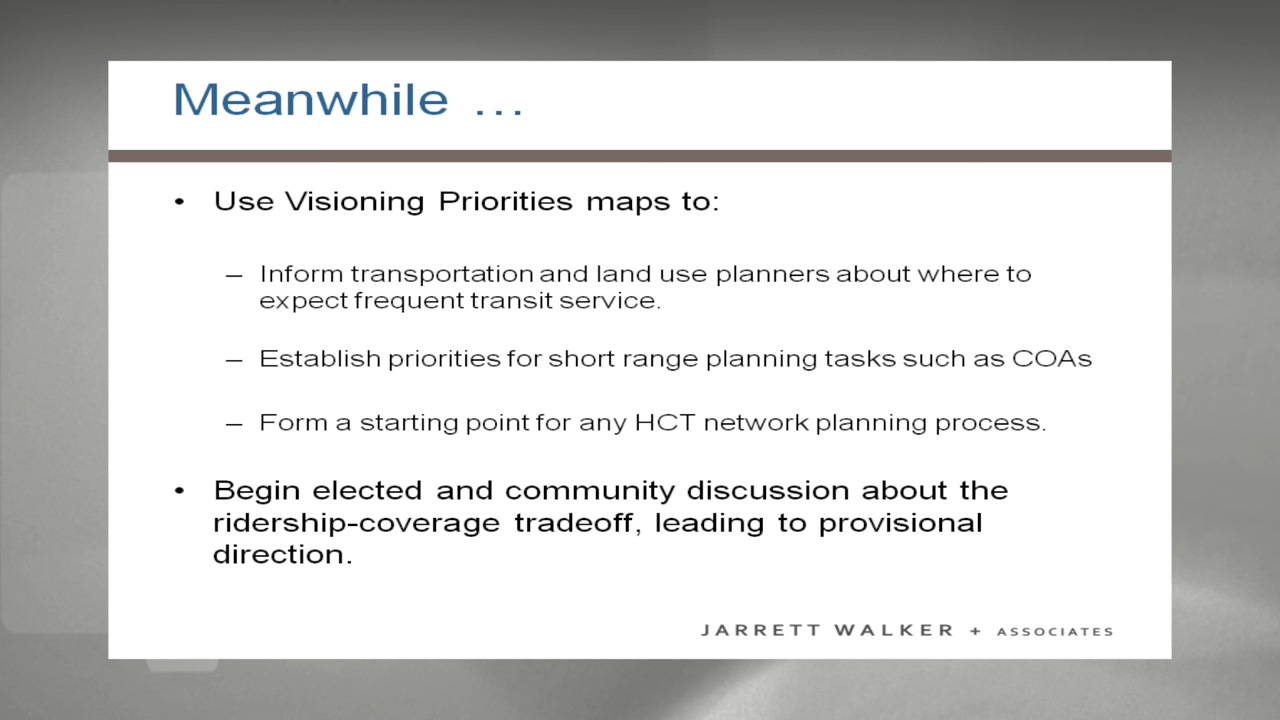 Meanwhile …
• Use Visioning Priorities maps to:
– Inform transportation and land use planners about where to
expect frequent transit service.
– Establish priorities for short range planning tasks such as COAs
– Form a starting point for any HCT network planning process.
• Begin elected and community discussion about the
ridership-coverage tradeoff, leading to provisional
direction.
JARRETT WALKER + ASSOCIATES